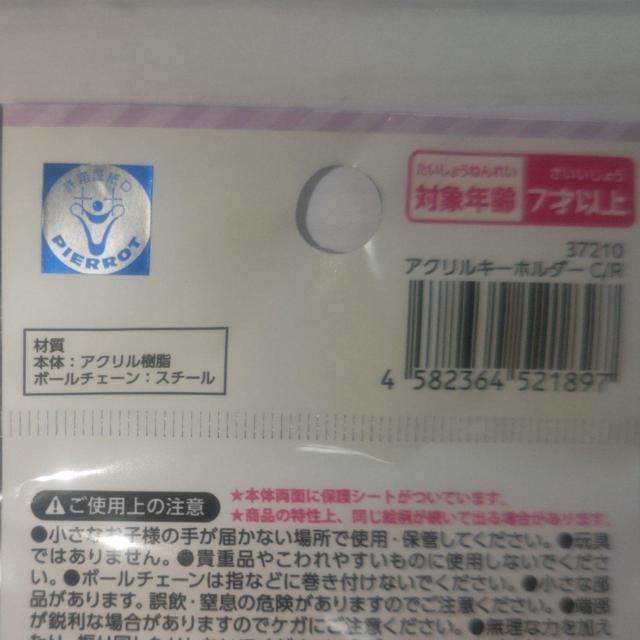 PIERROT
たいしょうねんれい さいいじょう
対象年齢 7才以上
37210
アクリルキーホルダー C/R
4 582364 521897
材質
本体：アクリル樹脂
ボールチェーン：スチール
ご使用上の注意
★本体両面に保護シートがついています。
★商品の特性上、同じ絵柄が続いて出る場合があります。
●小さなお子様の手が届かない場所で使用・保管してください。●玩具
ではありません。●貴重品やこわれやすいものに使用しないでくださ
い。●ボールチェーンは指などに巻き付けないでください。●小さな部
品があります。誤飲・窒息の危険がありますのでご注意ください。●端部
が鋭利な場合がありますのでケガにご注意ください。●無理な力を加え